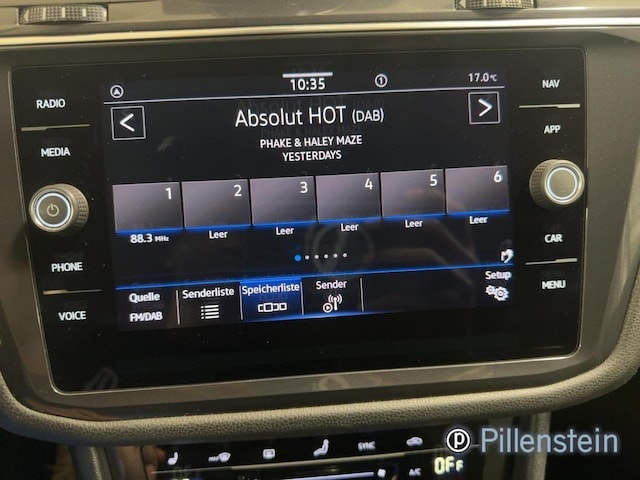 RADIO
MEDIA
PHONE
VOICE
10:35
1
17.0°C
Absolut HOT (DAB)
PHAKE & HALEY MAZE
YESTERDAYS
1 2 3 4 5 6
88.3 MHz Leer Leer Leer Leer Leer
Quelle
FM/DAB
Senderliste
Speicherliste
Sender
Setup
NAV
APP
CAR
MENU
SYNC
A/C
OFF
Pillenstein